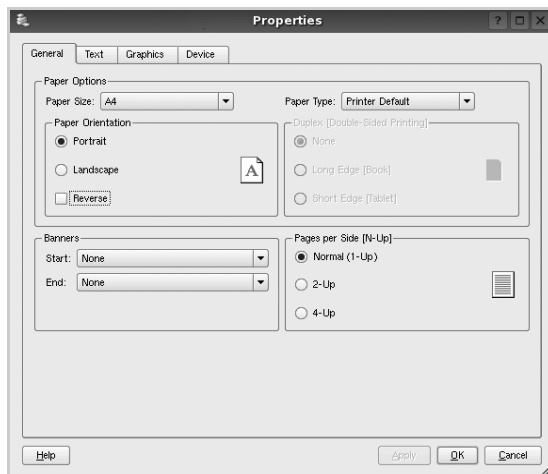 Properties
General Text Graphics Device
Paper Options
Paper Size: A4 Paper Type: Printer Default
Paper Orientation Duplex [Double-Sided Printing]
Portrait None
Landscape A Long Edge [Book]
Reverse Short Edge [Tablet]
Banners Pages per Side [N-Up]
Start: None Normal (1-Up)
End: None 2-Up
4-Up
Help Apply OK Cancel